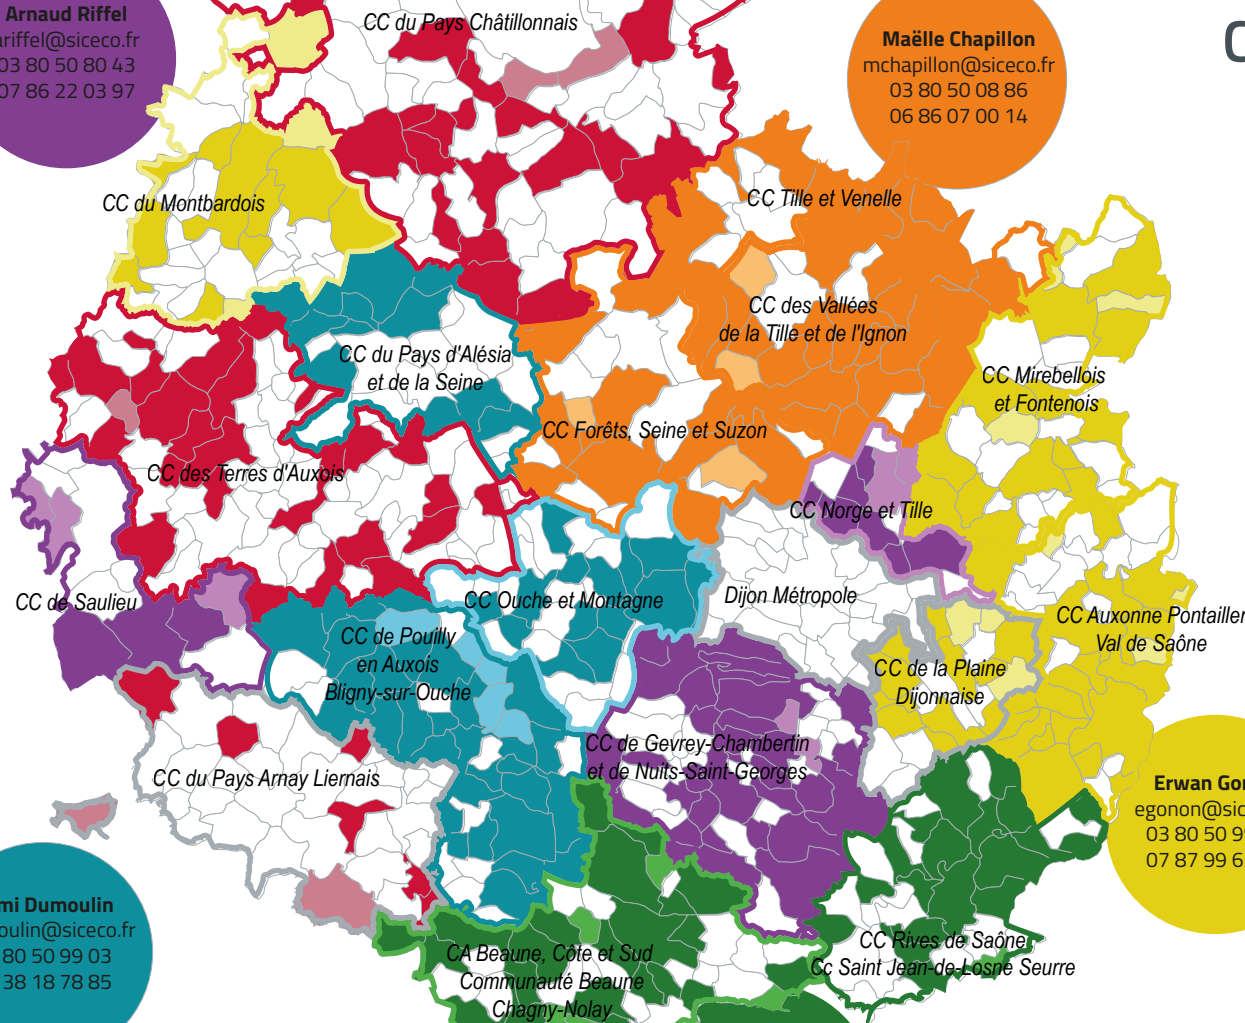 Arnaud Riffel
ariffel@siceco.fr
03 80 50 80 43
07 86 22 03 97
CC du Pays Châtillonnais
Maëlle Chapillon
mchapillon@siceco.fr
03 80 50 08 86
06 86 07 00 14
CC du Montbardois
CC Tille et Venelle
CC des Vallées
de la Tille et de l'Ignon
CC du Pays d'Alésia
et de la Seine
CC Mirebellois
et Fontenois
CC Forêts, Seine et Suzon
CC des Terres d'Auxois
CC Norge et Tille
CC de Saulieu
CC Ouche et Montagne
Dijon Métropole
CC Auxonne Pontailler
Val de Saône
CC de Pouilly
en Auxois
Bligny-sur-Ouche
CC de la Plaine
Dijonnaise
CC de Gevrey-Chambertin
et de Nuits-Saint-Georges
CC du Pays Arnay Liernais
Erwan Gon
egonon@sic
03 80 50 9
07 87 99 6
mi Dumoulin
oulin@siceco.fr
80 50 99 03
38 18 78 85
CA Beaune, Côte et Sud
Communauté Beaune
Chagny-Nolay
CC Rives de Saône
Cc Saint Jean-de-Losne Seurre